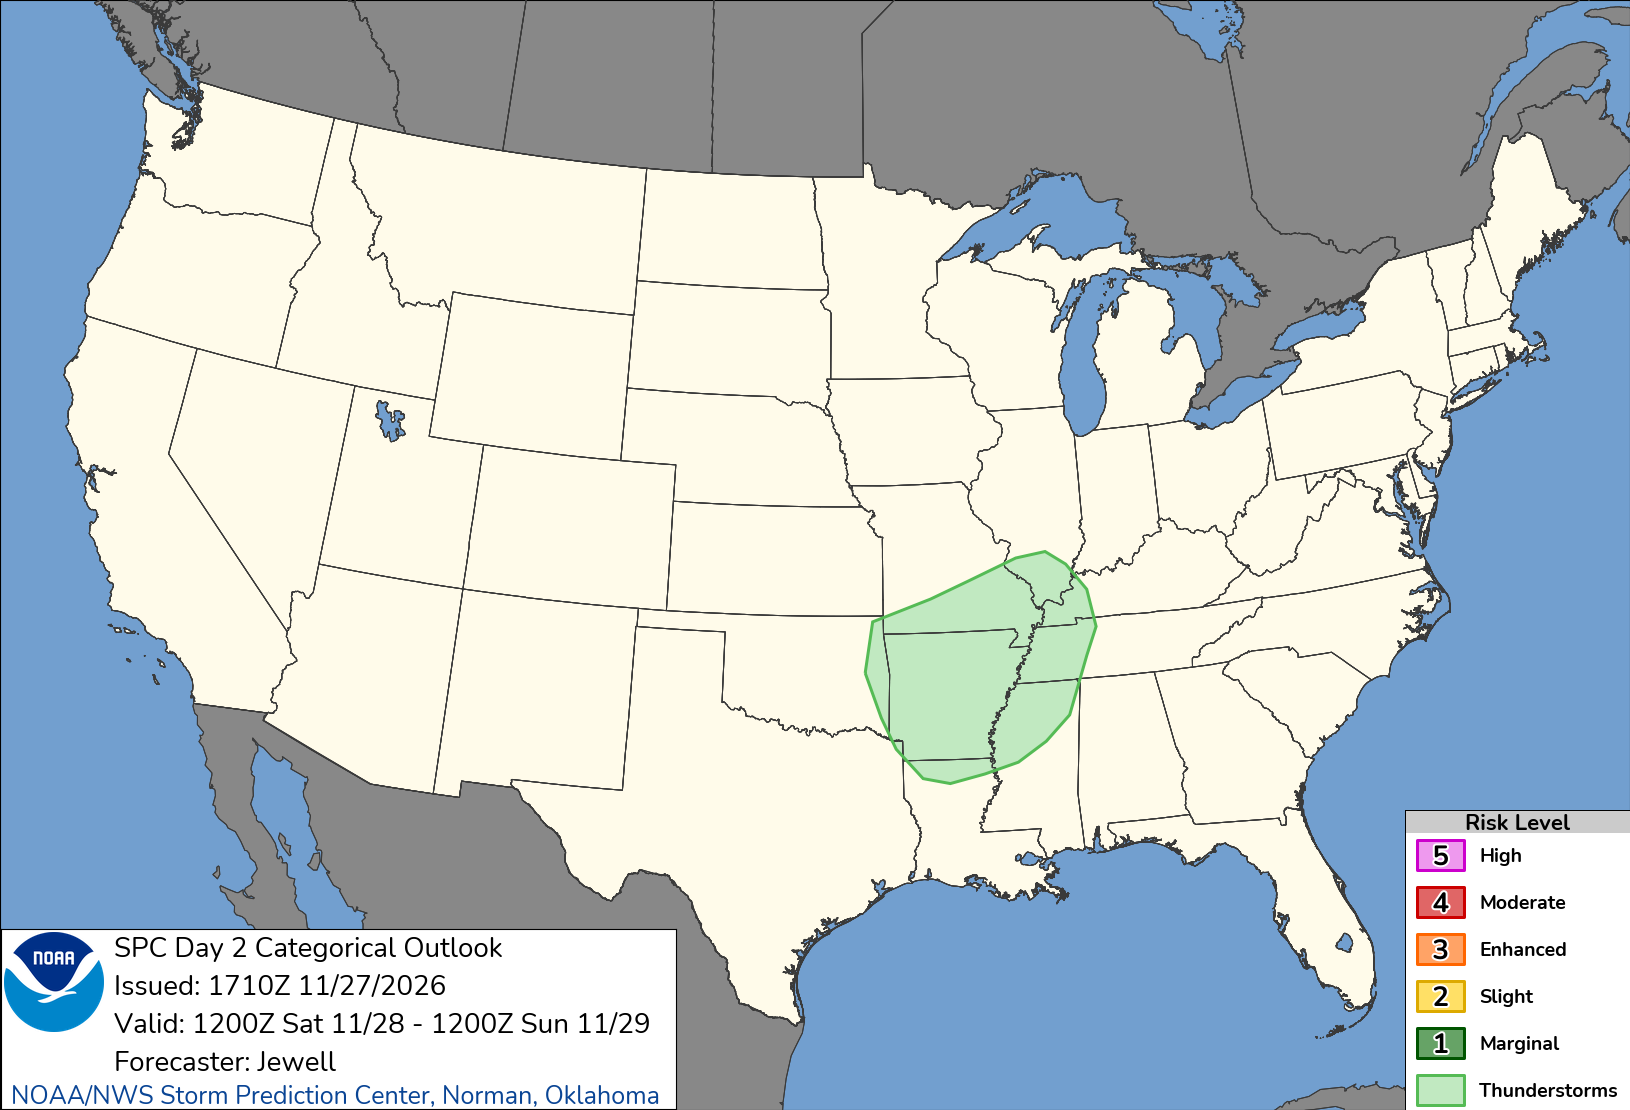 Risk Level
5 High
4 Moderate
3 Enhanced
2 Slight
1 Marginal
Thunderstorms
NOAA
SPC Day 2 Categorical Outlook
Issued: 1710Z 11/27/2026
Valid: 1200Z Sat 11/28 - 1200Z Sun 11/29
Forecaster: Jewell
NOAA/NWS Storm Prediction Center, Norman, Oklahoma